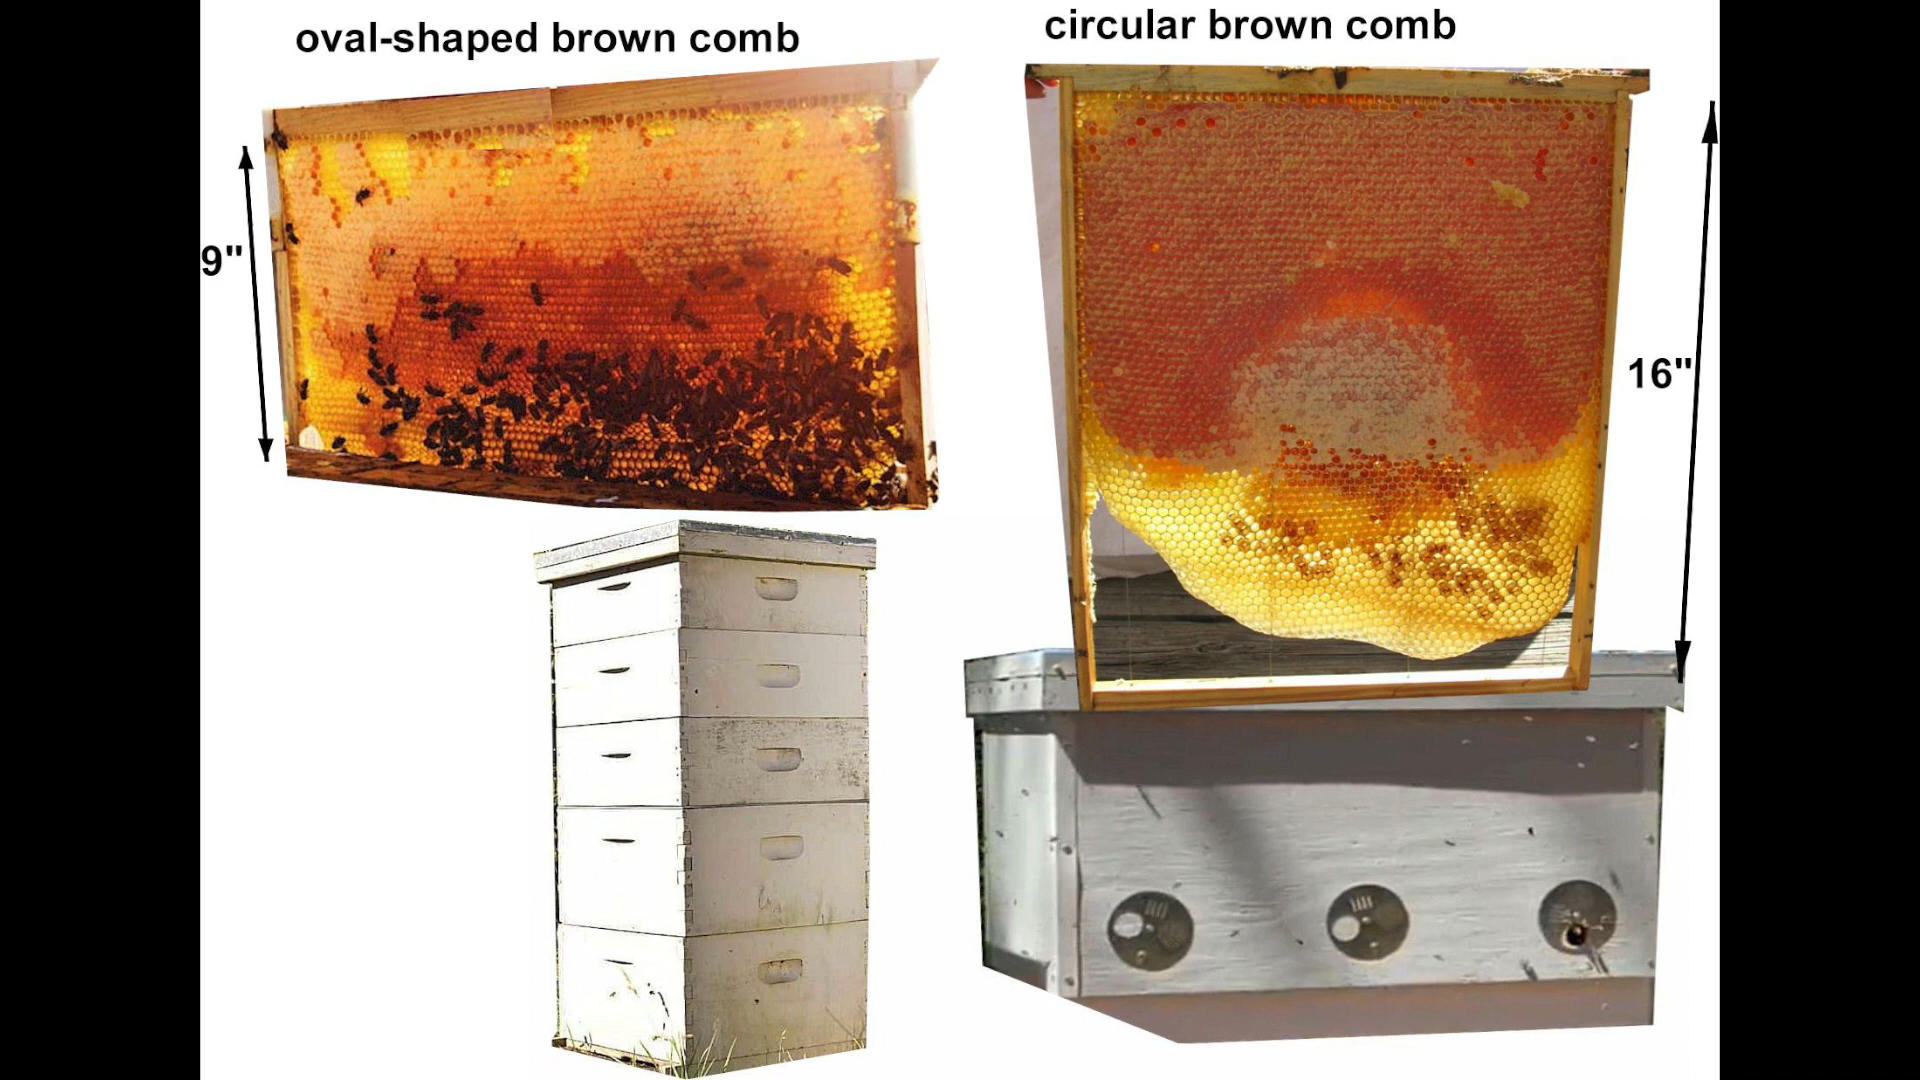 oval-shaped brown comb
circular brown comb
9"
16"